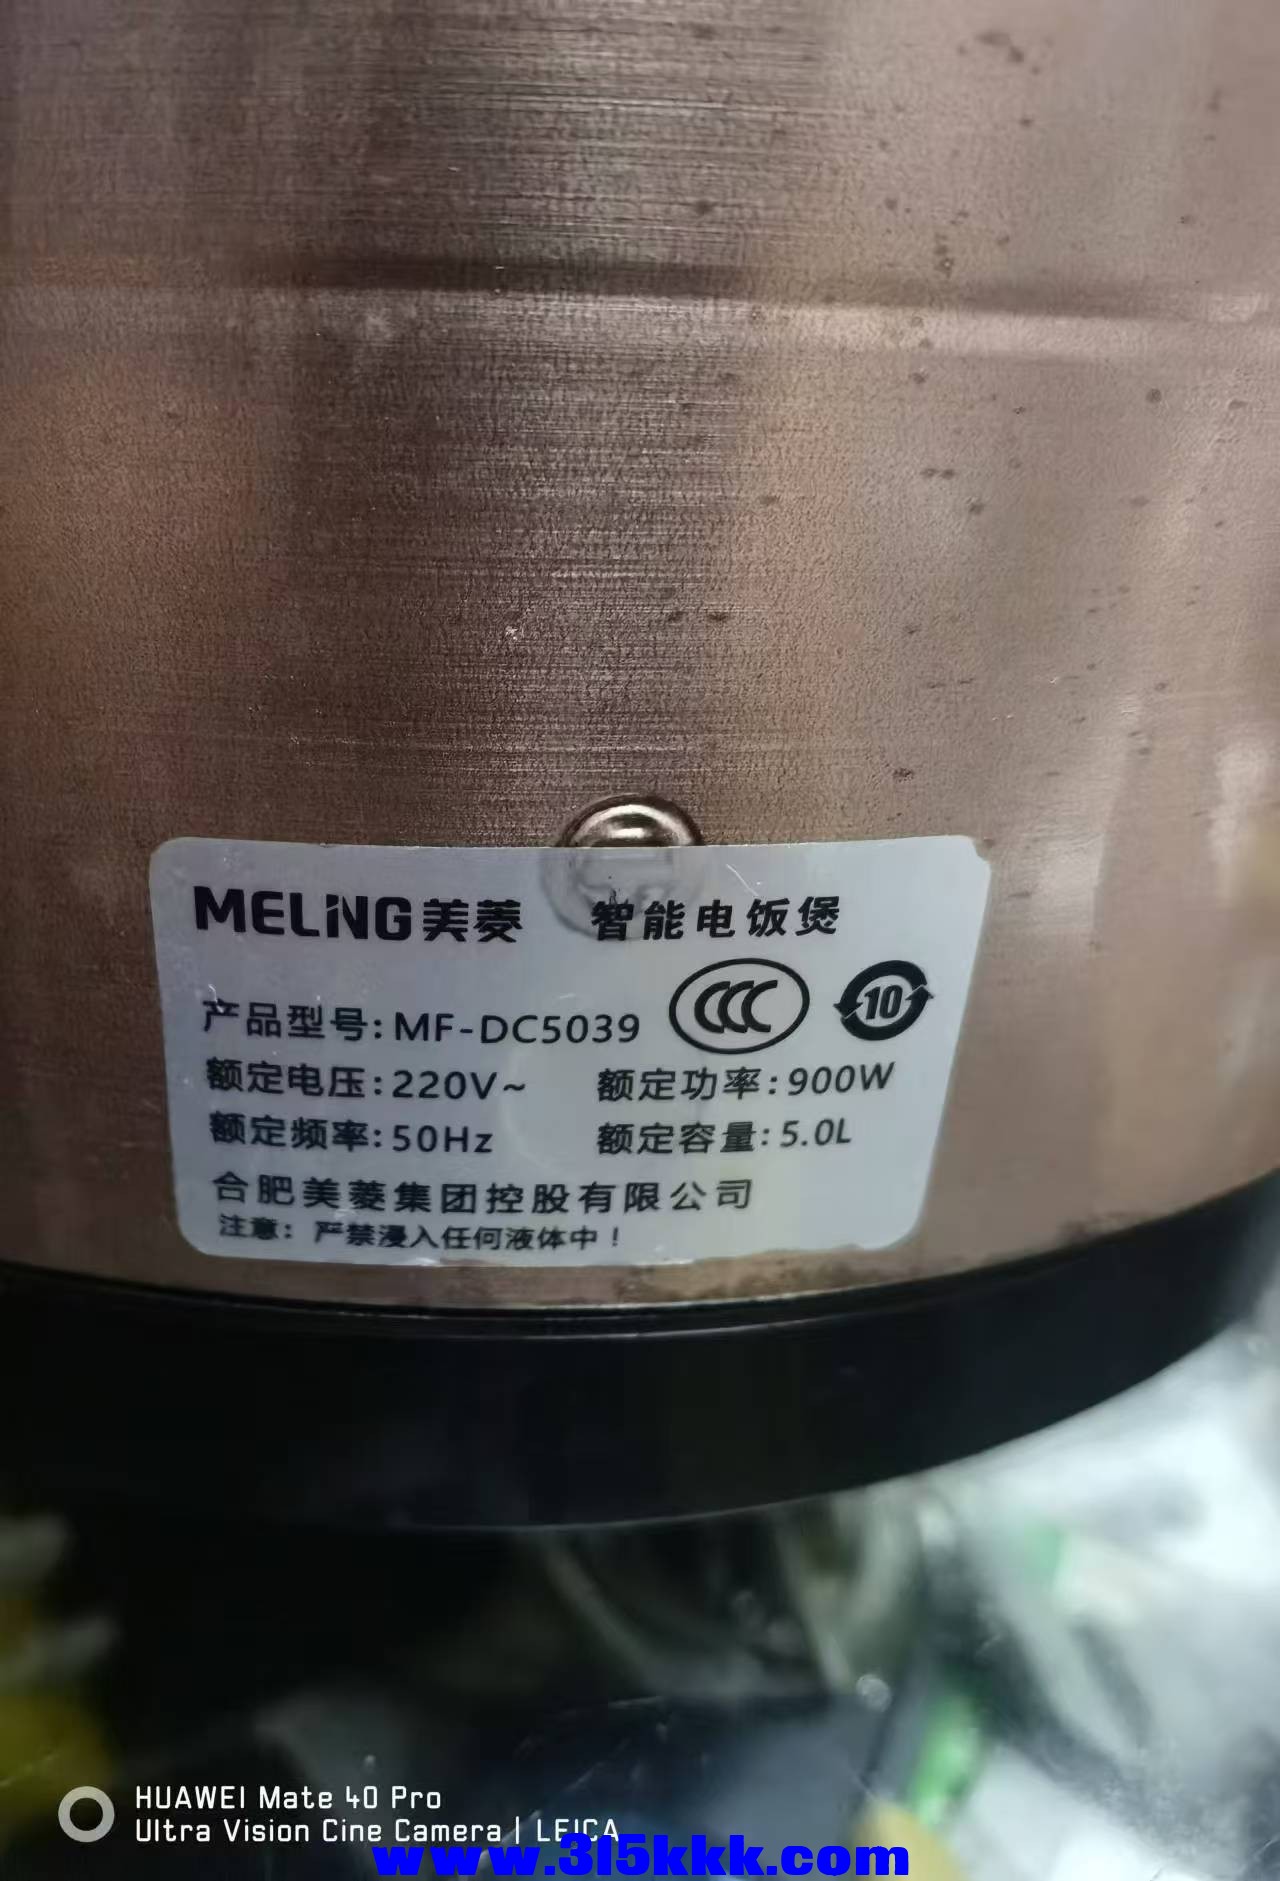 MELING美菱 智能电饭煲
产品型号:MF-DC5039
额定电压:220V~ 额定功率:900W
额定频率:50Hz 额定容量:5.0L
合肥美菱集团控股有限公司
注意：严禁浸入任何液体中！
CCC
10
HUAWEI Mate 40 Pro
Ultra Vision Cine Camera | LEICA
www.315kkk.com